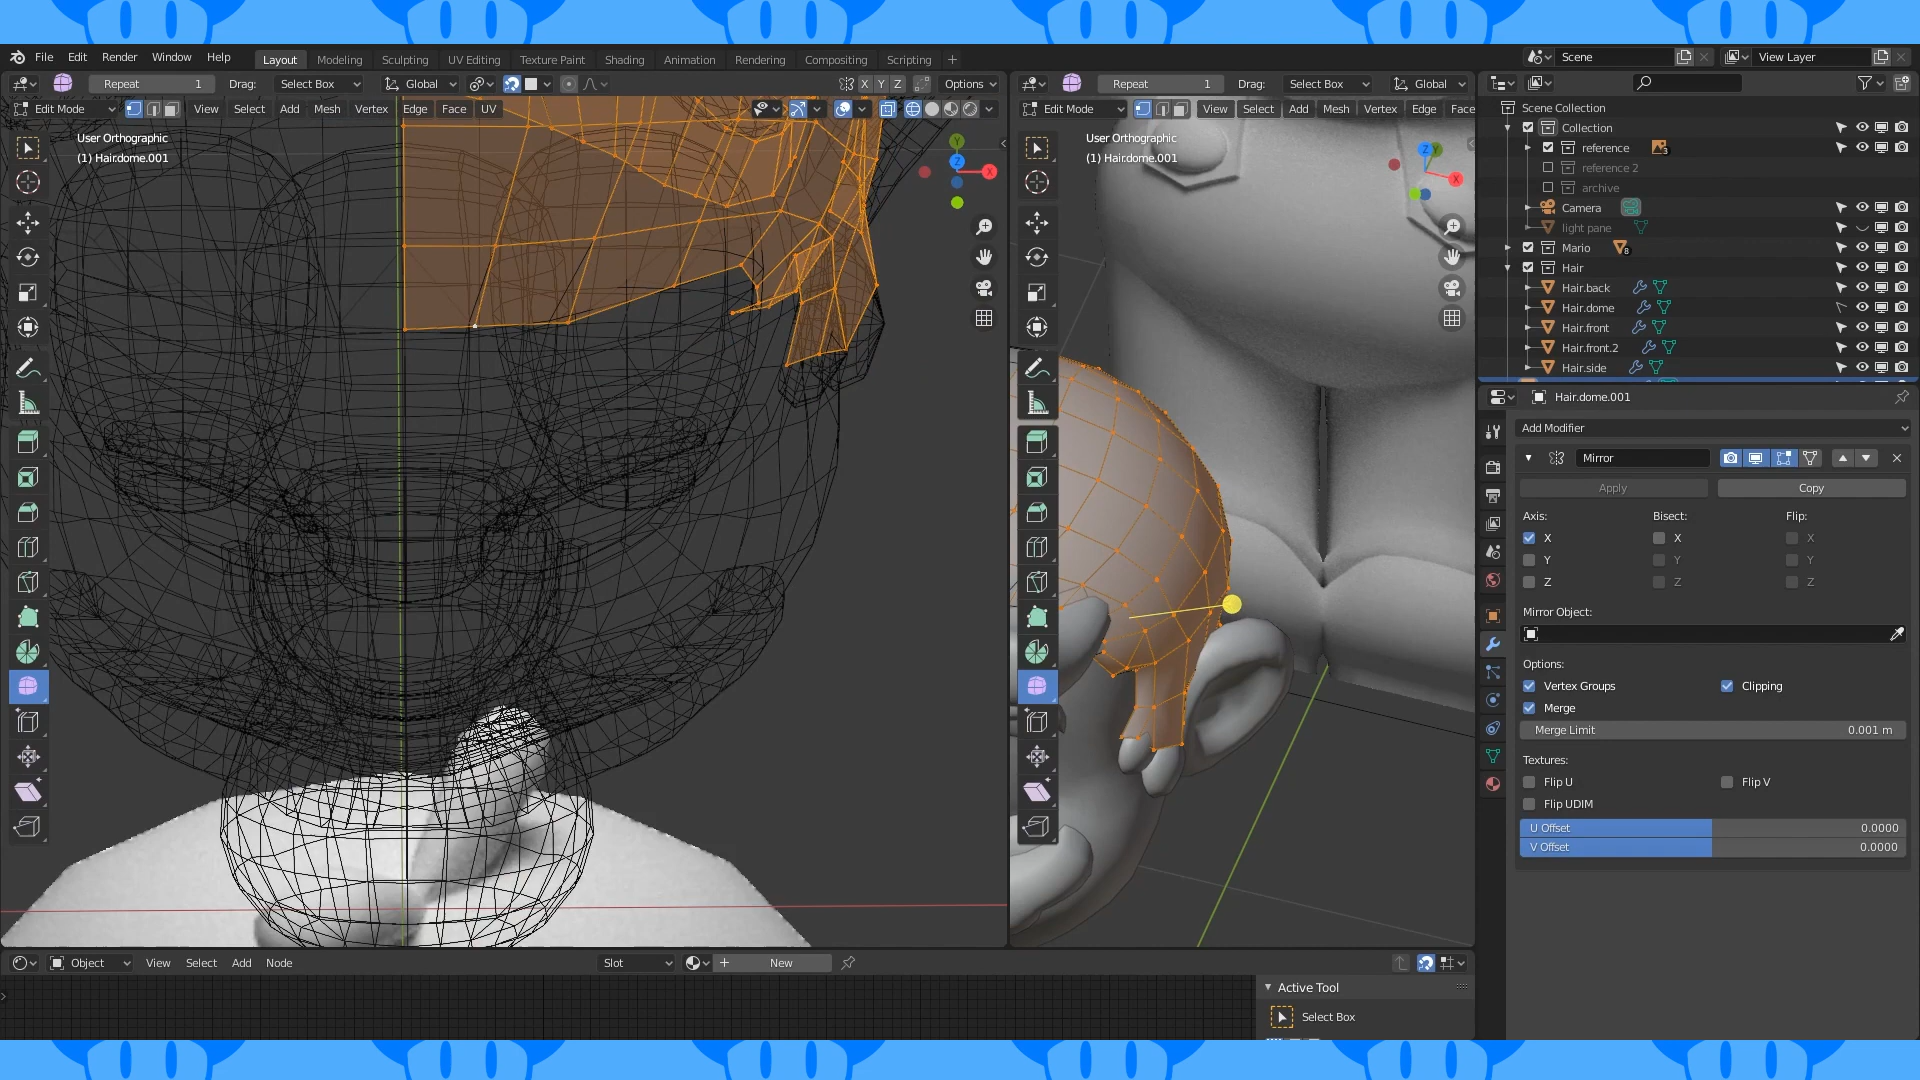 File Edit Render Window Help Layout Modeling Sculpting UV Editing Texture Paint Shading Animation Rendering Compositing Scripting + Scene View Layer
Repeat 1 Drag: Select Box Global X Y Z Options
Repeat 1 Drag: Select Box Global
Edit Mode View Select Add Mesh Vertex Edge Face UV
Edit Mode View Select Add Mesh Vertex Edge Face
User Orthographic
(1) Hair.dome.001
Y
Z
X
User Orthographic
(1) Hair.dome.001
Z
Y
X
Scene Collection
Collection
reference 3
reference 2
archive
Camera
light pane
Mario 8
Hair
Hair.back
Hair.dome
Hair.front
Hair.front.2
Hair.side
Hair.dome.001
Add Modifier
Mirror
Apply Copy
Axis: Bisect: Flip:
X X X
Y Y Y
Z Z Z
Mirror Object:
Options:
Vertex Groups Clipping
Merge
Merge Limit 0.001 m
Textures:
Flip U Flip V
Flip UDIM
U Offset 0.0000
V Offset 0.0000
Object View Select Add Node Slot + New
Active Tool
Select Box